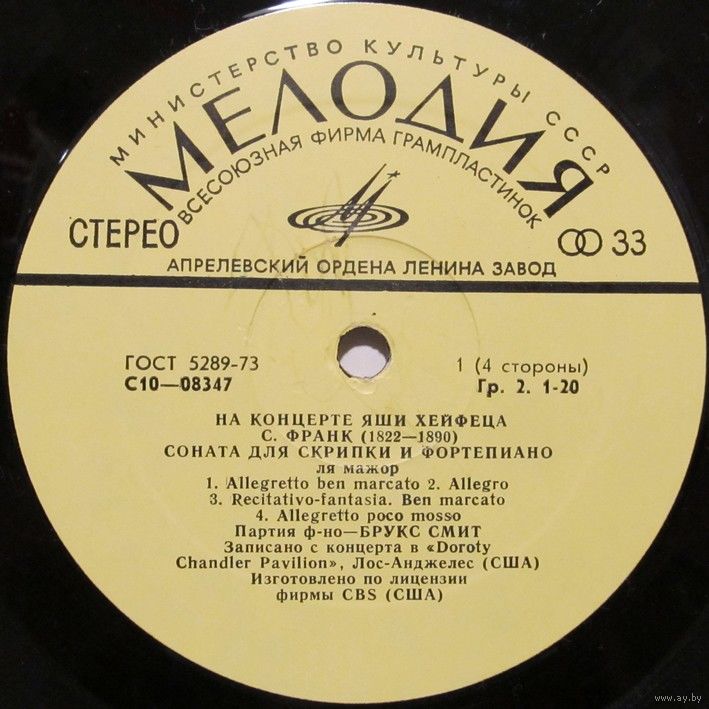 МИНИСТЕРСТВО КУЛЬТУРЫ СССР
МЕЛОДИЯ
ВСЕСОЮЗНАЯ ФИРМА ГРАМПЛАСТИНОК
СТЕРЕО
33
АПРЕЛЕВСКИЙ ОРДЕНА ЛЕНИНА ЗАВОД
ГОСТ 5289-73
1 (4 стороны)
С10—08347
Гр. 2. 1-20
НА КОНЦЕРТЕ ЯШИ ХЕЙФЕЦА
С. ФРАНК (1822—1890)
СОНАТА ДЛЯ СКРИПКИ И ФОРТЕПИАНО
ля мажор
1. Allegretto ben marcato 2. Allegro
3. Recitativo-fantasia. Ben marcato
4. Allegretto poco mosso
Партия ф-но—БРУКС СМИТ
Записано с концерта в «Doroty
Chandler Pavilion», Лос-Анджелес (США)
Изготовлено по лицензии
фирмы CBS (США)
www.ay.by